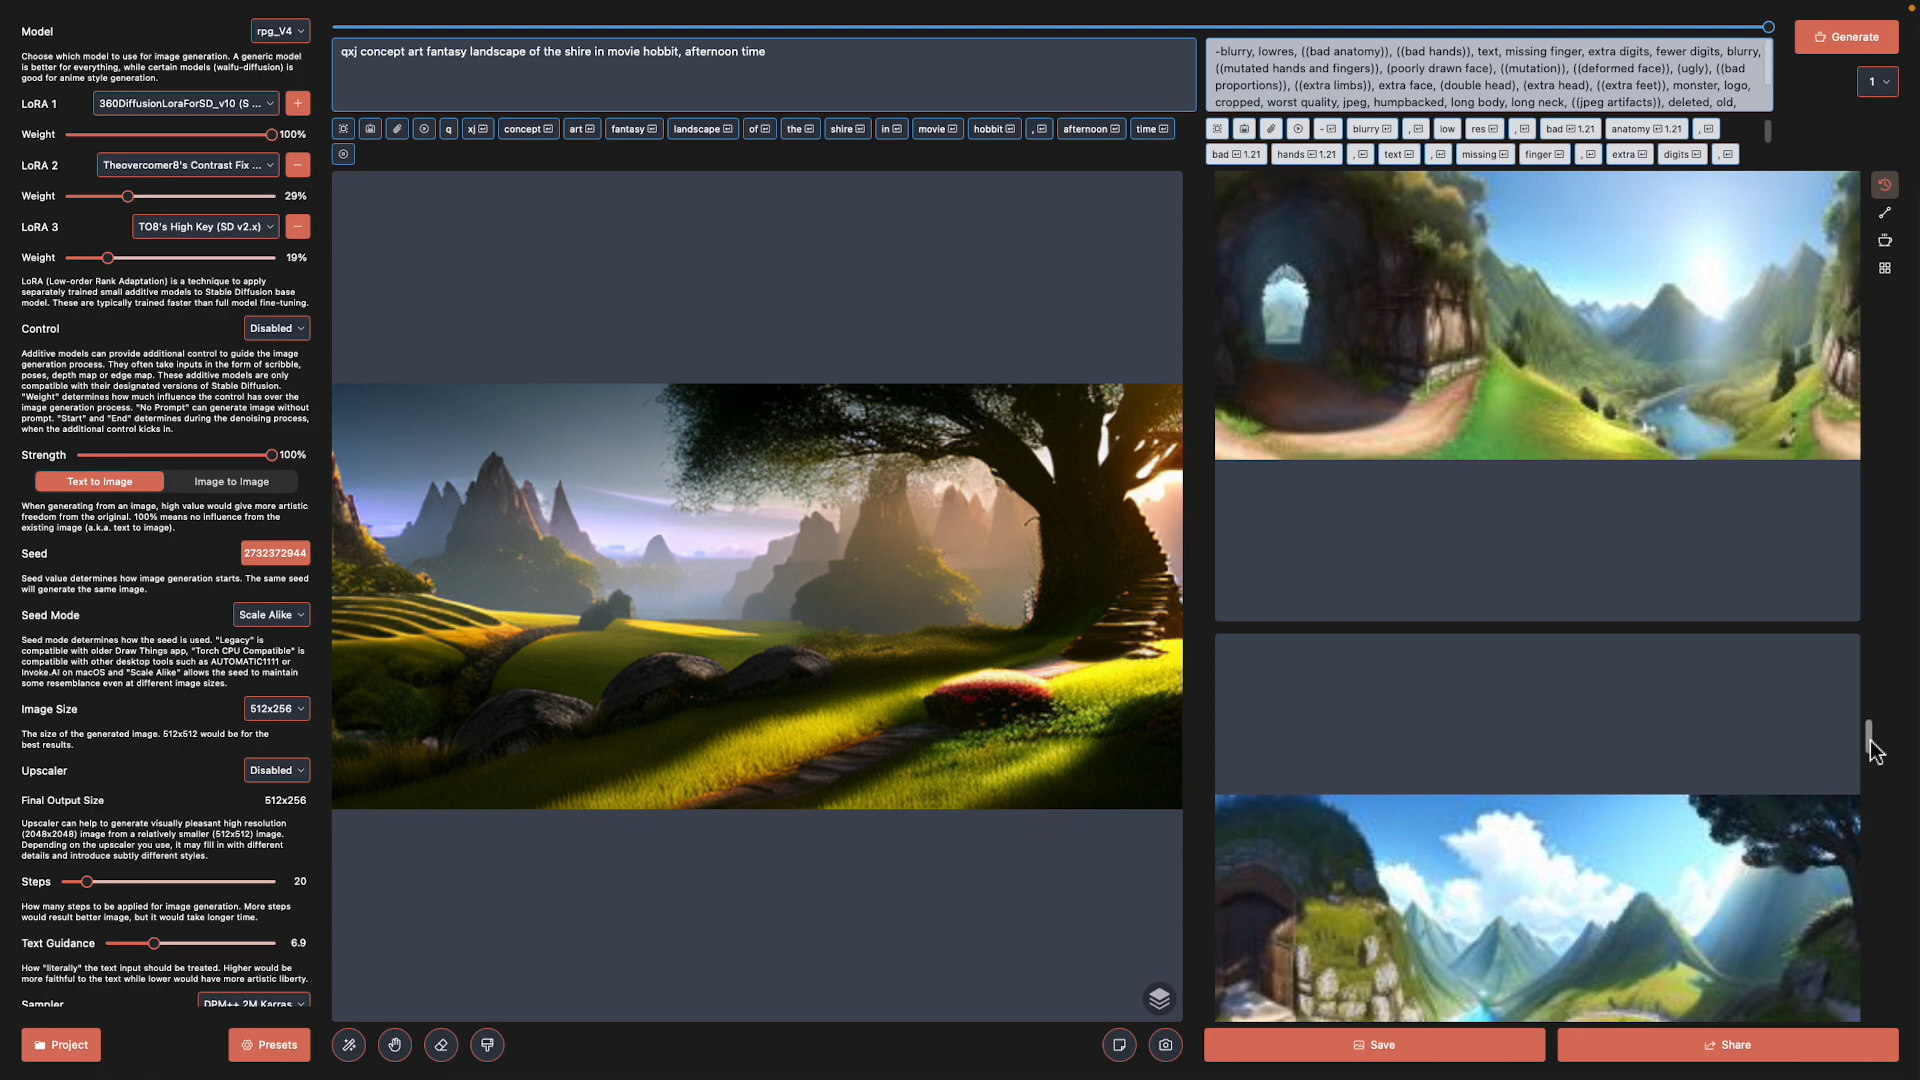 Model
rpg_V4
Choose which model to use for image generation. A generic model
is better for everything, while certain models (waifu-diffusion) is
good for anime style generation.
LoRA 1
360DiffusionLoraForSD_v10 (S ...
Weight
100%
LoRA 2
Theovercomer8's Contrast Fix ...
Weight
29%
LoRA 3
TO8's High Key (SD v2.x)
Weight
19%
LoRA (Low-order Rank Adaptation) is a technique to apply
separately trained small additive models to Stable Diffusion base
model. These are typically trained faster than full model fine-tuning.
Control
Disabled
Additive models can provide additional control to guide the image
generation process. They often take inputs in the form of scribble,
poses, depth map or edge map. These additive models are only
compatible with their designated versions of Stable Diffusion.
"Weight" determines how much influence the control has over the
image generation process. "No Prompt" can generate image without
prompt. "Start" and "End" determines during the denoising process,
when the additional control kicks in.
Strength
100%
Text to Image
Image to Image
When generating from an image, high value would give more artistic
freedom from the original. 100% means no influence from the
existing image (a.k.a. text to image).
Seed
2732372944
Seed value determines how image generation starts. The same seed
will generate the same image.
Seed Mode
Scale Alike
Seed mode determines how the seed is used. "Legacy" is
compatible with older Draw Things app, "Torch CPU Compatible" is
compatible with other desktop tools such as AUTOMATIC1111 or
Invoke.AI on macOS and "Scale Alike" allows the seed to maintain
some resemblance even at different image sizes.
Image Size
512x256
The size of the generated image. 512x512 would be for the
best results.
Upscaler
Disabled
Final Output Size
512x256
Upscaler can help to generate visually pleasant high resolution
(2048x2048) image from a relatively smaller (512x512) image.
Depending on the upscaler you use, it may fill in with different
details and introduce subtly different styles.
Steps
20
How many steps to be applied for image generation. More steps
would result better image, but it would take longer time.
Text Guidance
6.9
How "literally" the text input should be treated. Higher would be
more faithful to the text while lower would have more artistic liberty.
Sampler
DPM++ 2M Karras
Project
Presets
qxj concept art fantasy landscape of the shire in movie hobbit, afternoon time
q xj concept art fantasy landscape of the shire in movie hobbit , afternoon time
-blurry, lowres, ((bad anatomy)), ((bad hands)), text, missing finger, extra digits, fewer digits, blurry,
((mutated hands and fingers)), (poorly drawn face), ((mutation)), ((deformed face)), (ugly), ((bad
proportions)), ((extra limbs)), extra face, (double head), (extra head), ((extra feet)), monster, logo,
cropped, worst quality, jpeg, humpbacked, long body, long neck, ((jpeg artifacts)), deleted, old,
- blurry , low res , bad 1.21 anatomy 1.21 ,
bad 1.21 hands 1.21 , text , missing finger , extra digits ,
Generate
1
Save
Share